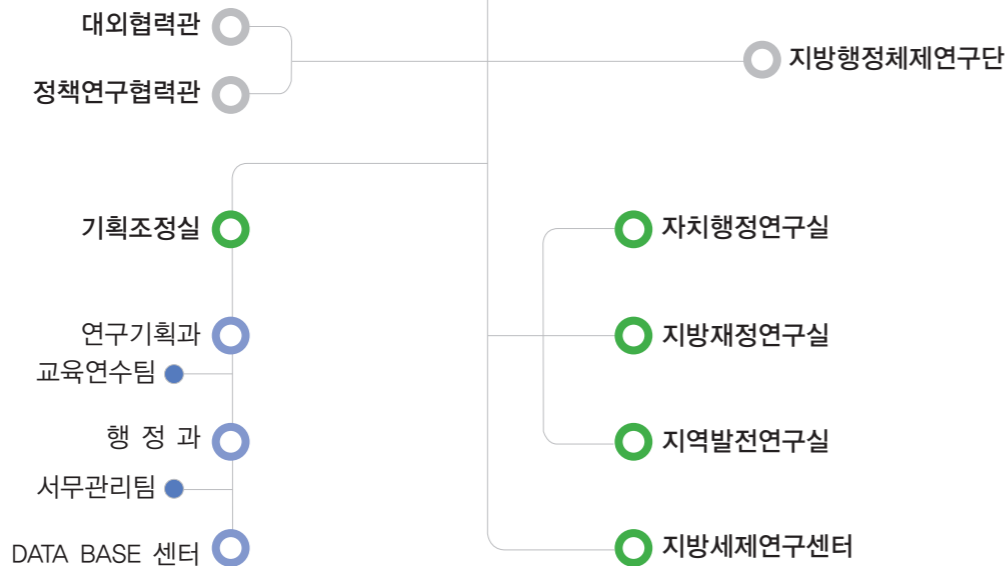 대외협력관
정책연구협력관
지방행정체제연구단
기획조정실
연구기획과
교육연수팀
행 정 과
서무관리팀
DATA BASE 센터
자치행정연구실
지방재정연구실
지역발전연구실
지방세제연구센터